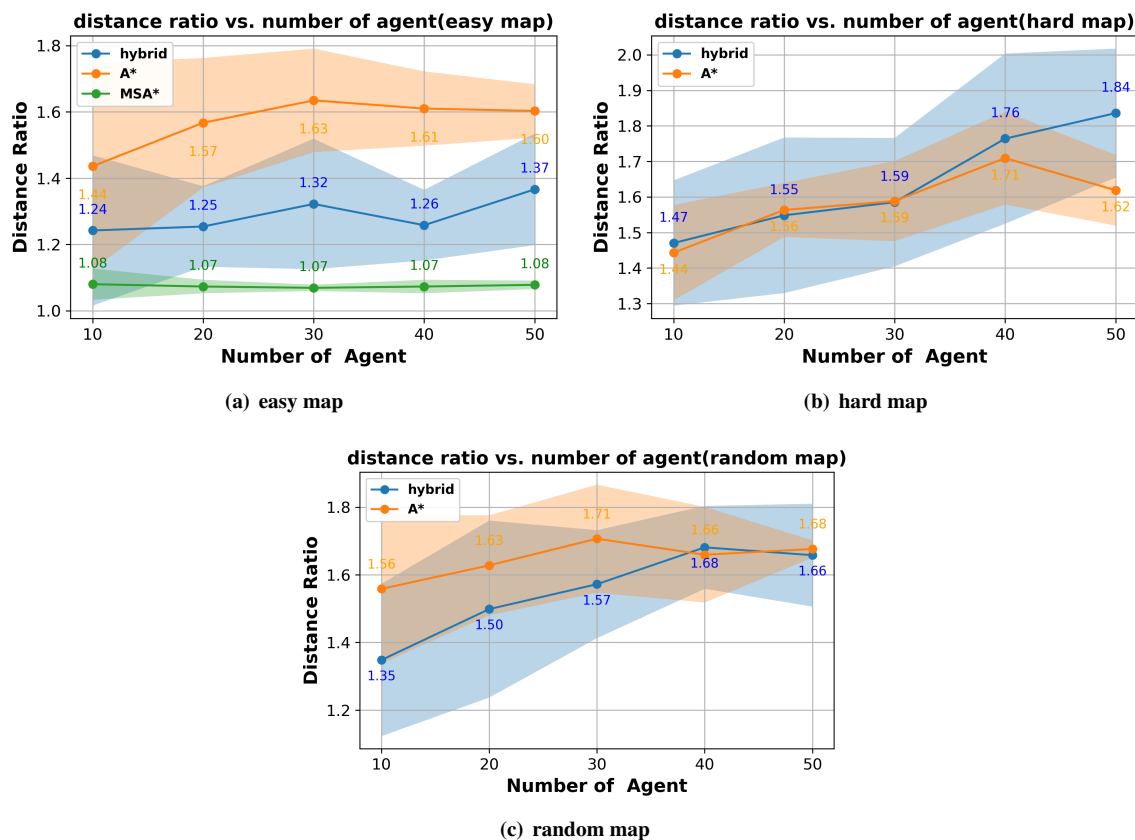 distance ratio vs. number of agent(easy map)
hybrid
A*
MSA*
Distance Ratio
1.8
1.6
1.4
1.2
1.0
1.44
1.57
1.63
1.61
1.60
1.24
1.25
1.32
1.26
1.37
1.08
1.07
1.07
1.07
1.08
10 20 30 40 50
Number of Agent
(a) easy map
distance ratio vs. number of agent(hard map)
hybrid
A*
Distance Ratio
2.0
1.9
1.8
1.7
1.6
1.5
1.4
1.3
1.47
1.55
1.59
1.76
1.84
1.44
1.56
1.59
1.71
1.62
10 20 30 40 50
Number of Agent
(b) hard map
distance ratio vs. number of agent(random map)
hybrid
A*
Distance Ratio
1.8
1.6
1.4
1.2
1.56
1.63
1.71
1.66
1.68
1.35
1.50
1.57
1.68
1.66
10 20 30 40 50
Number of Agent
(c) random map